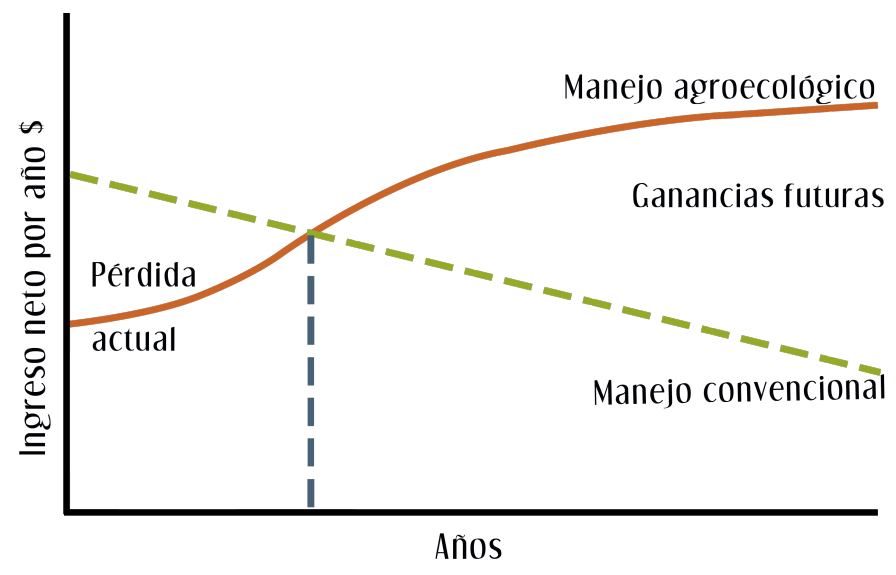 Manejo agroecológico
Ganancias futuras
Ingreso neto por año $
Pérdida
actual
Manejo convencional
Años